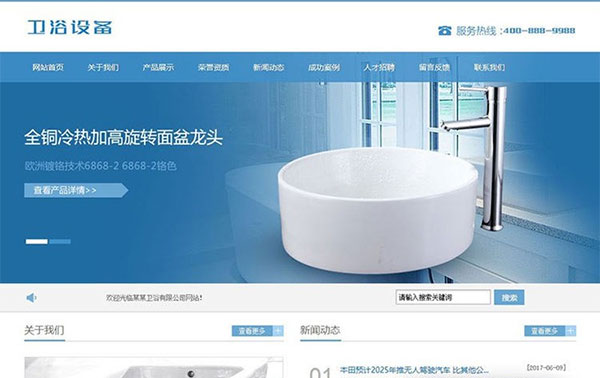 卫浴设备
服务热线:400-888-9988
网站首页 关于我们 产品展示 荣誉资质 新闻动态 成功案例 人才招聘 留言反馈 联系我们
全铜冷热加高旋转面盆龙头
欧洲镀铬技术6868-2 6868-2铬色
查看产品详情>>
欢迎光临某某卫浴有限公司网站!
请输入搜索关键词 搜索
关于我们 查看更多 +
新闻动态 查看更多 +
01 本田预计2025年推无人驾驶汽车 比其他公... [2017-06-09]